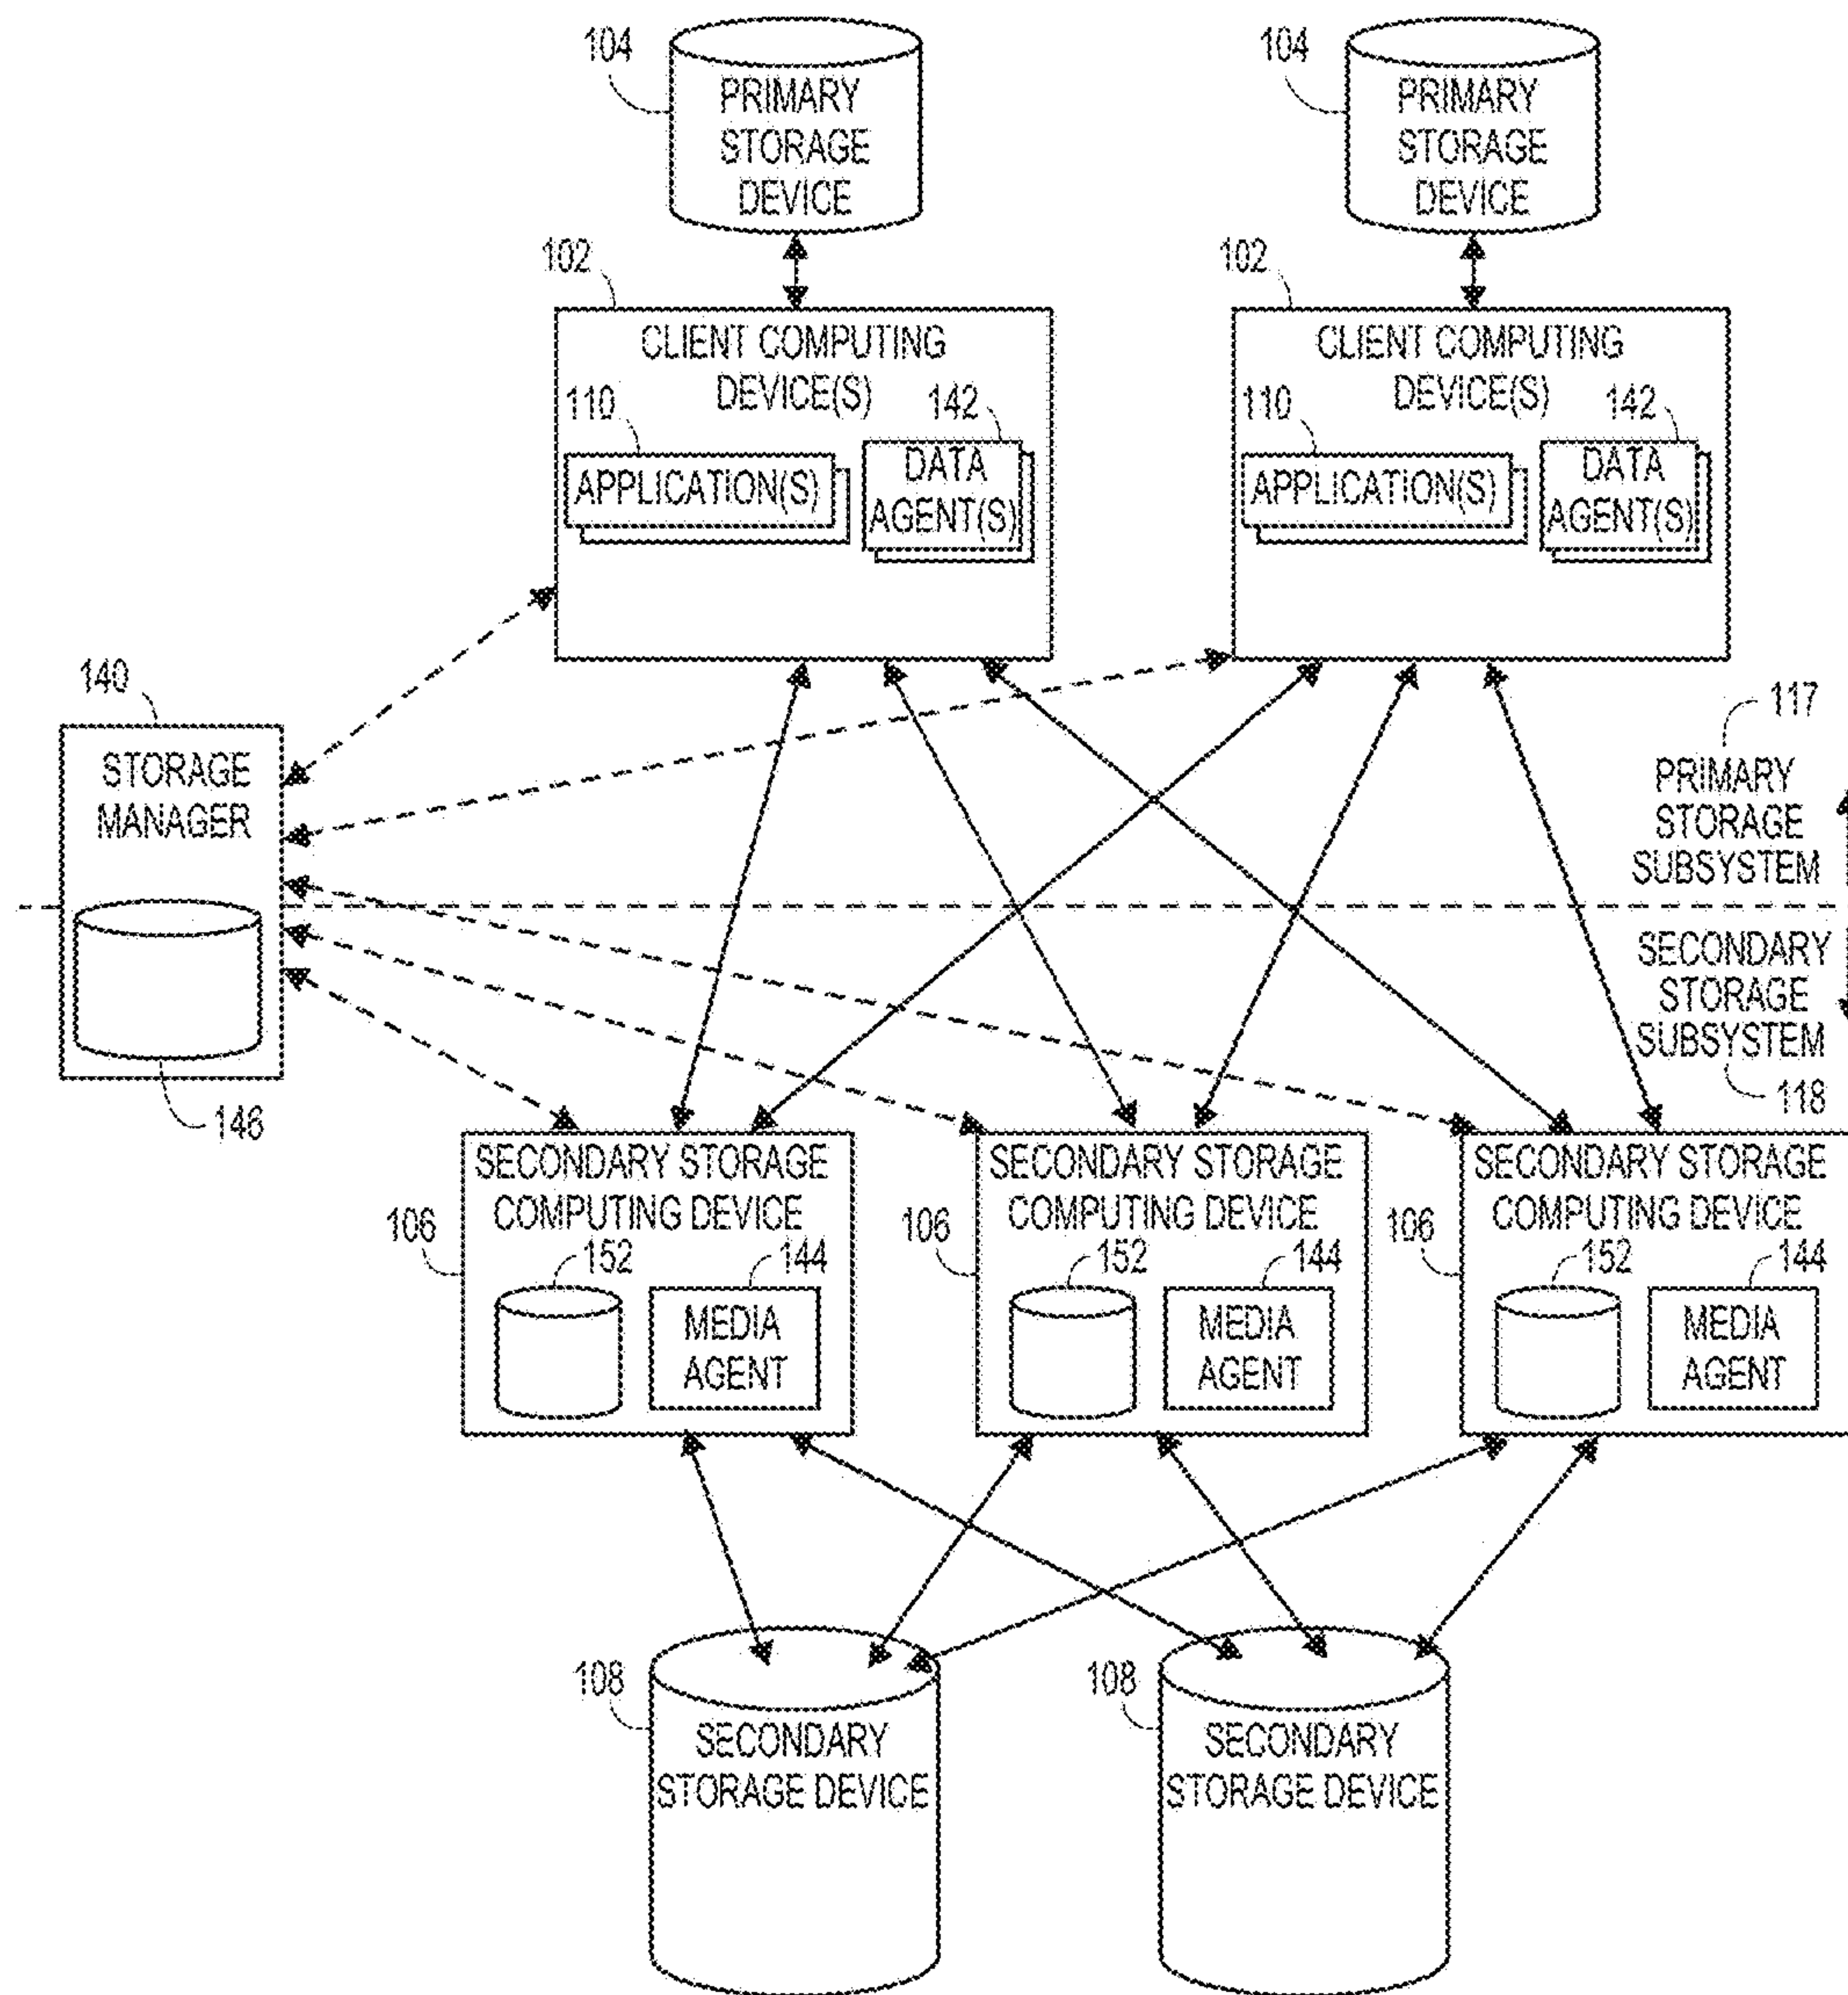 104
PRIMARY
STORAGE
DEVICE
104
PRIMARY
STORAGE
DEVICE
102
CLIENT COMPUTING
DEVICE(S)
110
142
APPLICATION(S)
DATA
AGENT(S)
102
CLIENT COMPUTING
DEVICE(S)
110
142
APPLICATION(S)
DATA
AGENT(S)
140
STORAGE
MANAGER
146
117
PRIMARY
STORAGE
SUBSYSTEM
SECONDARY
STORAGE
SUBSYSTEM
118
SECONDARY STORAGE
COMPUTING DEVICE
106
152
144
MEDIA
AGENT
SECONDARY STORAGE
COMPUTING DEVICE
106
152
144
MEDIA
AGENT
SECONDARY STORAGE
COMPUTING DEVICE
106
152
144
MEDIA
AGENT
108
SECONDARY
STORAGE DEVICE
108
SECONDARY
STORAGE DEVICE